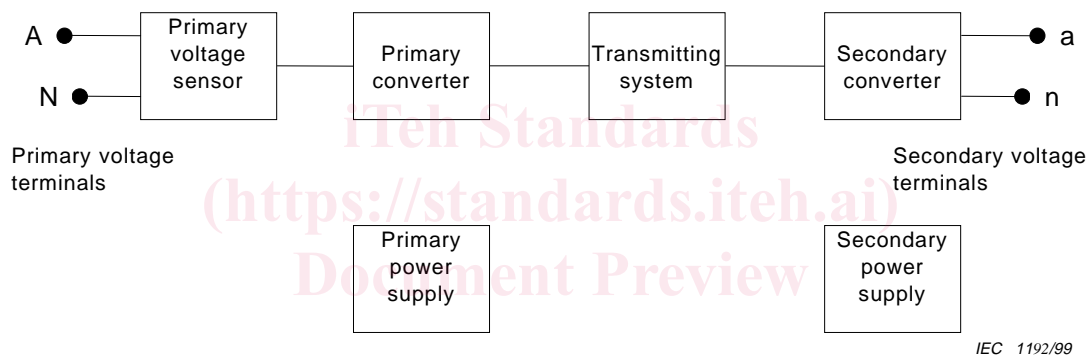 A
N
Primary
voltage
sensor
Primary
converter
Transmitting
system
Secondary
converter
a
n
Primary voltage
terminals
Secondary voltage
terminals
iTeh Standards
(https://standards.iteh.ai)
Document Preview
Primary
power
supply
Secondary
power
supply
IEC 1192/99